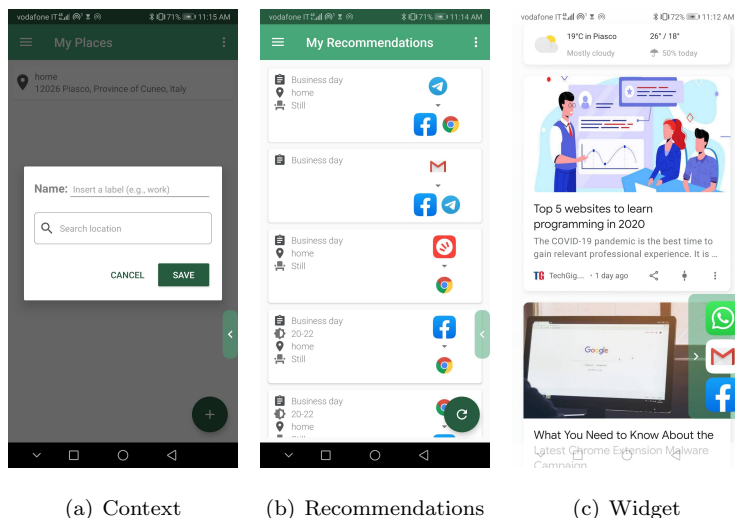 vodafone IT 71% 11:15 AM
My Places
home
12026 Piasco, Province of Cuneo, Italy
Name: Insert a label (e.g., work)
Search location
CANCEL SAVE
(a) Context
vodafone IT 71% 11:14 AM
My Recommendations
Business day
home
Still
Business day
Business day
home
Still
Business day
20-22
home
Still
Business day
20-22
home
(b) Recommendations
vodafone IT 72% 11:12 AM
19°C in Piasco 26° / 18°
Mostly cloudy 50% today
Top 5 websites to learn
programming in 2020
The COVID-19 pandemic is the best time to
gain relevant professional experience. It is ...
TG TechGig... • 1 day ago
Google
What You Need to Know About the
Latest Chrome Extension Malware
Campaign
(c) Widget